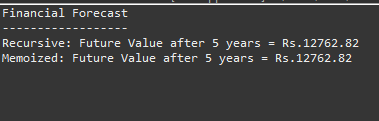 Financial Forecast
------------------
Recursive: Future Value after 5 years = Rs.12762.82
Memoized: Future Value after 5 years = Rs.12762.82